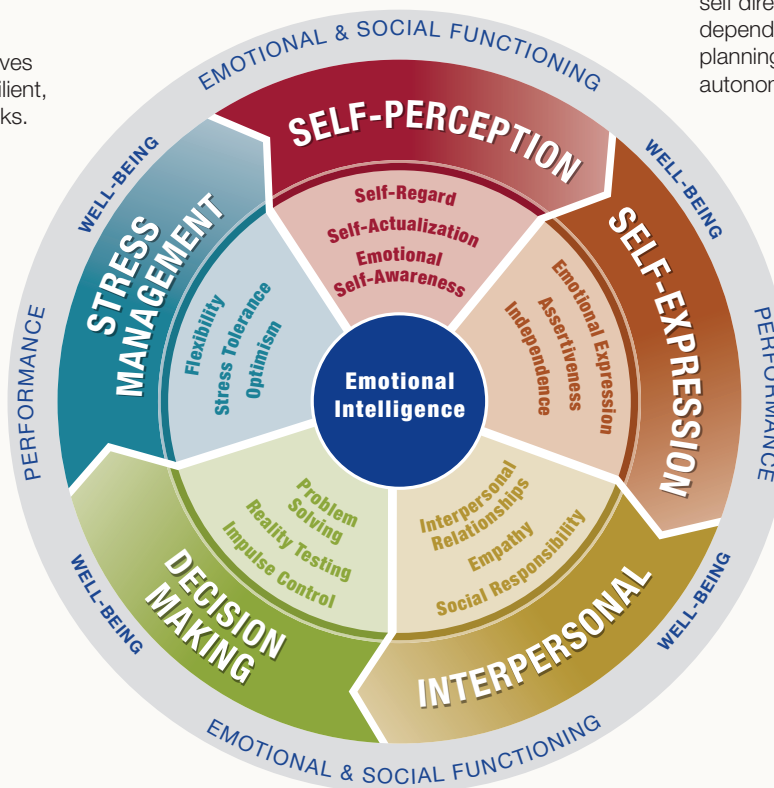 ves
ilient,
ks.
self dire
depend
planning
autonon
EMOTIONAL & SOCIAL FUNCTIONING
WELL-BEING
WELL-BEING
PERFORMANCE
PERFORMANCE
WELL-BEING
WELL-BEING
EMOTIONAL & SOCIAL FUNCTIONING
SELF-PERCEPTION
Self-Regard
Self-Actualization
Emotional
Self-Awareness
SELF-EXPRESSION
Emotional Expression
Assertiveness
Independence
INTERPERSONAL
Interpersonal
Relationships
Empathy
Social Responsibility
DECISION
MAKING
Problem
Solving
Reality Testing
Impulse Control
STRESS
MANAGEMENT
Flexibility
Stress Tolerance
Optimism
Emotional
Intelligence